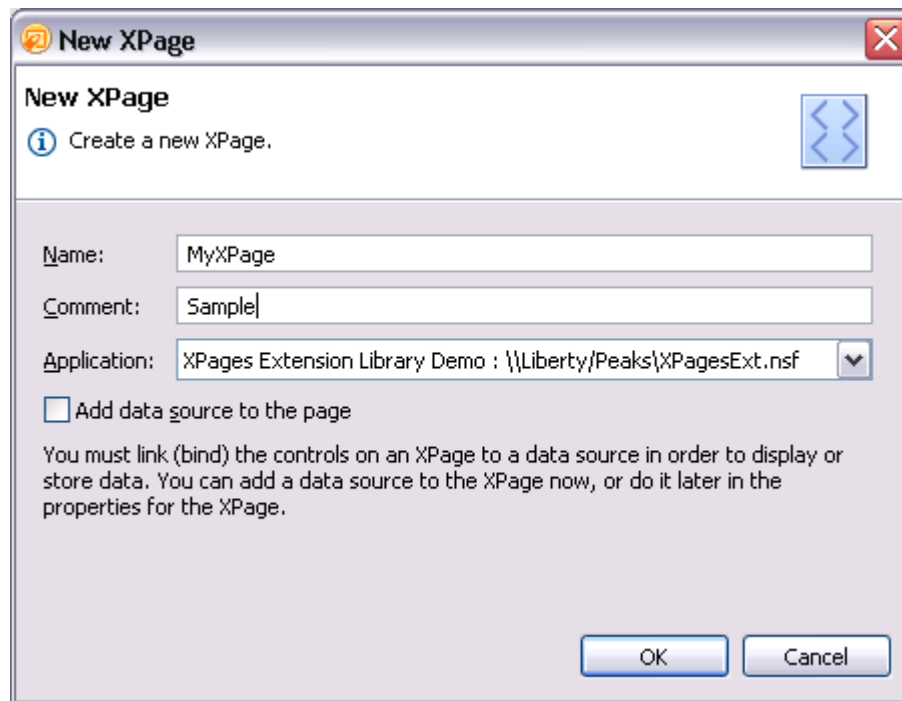 New XPage
New XPage
Create a new XPage.
Name: MyXPage
Comment: Sample
Application: XPages Extension Library Demo : \\Liberty/Peaks\XPagesExt.nsf
Add data source to the page
You must link (bind) the controls on an XPage to a data source in order to display or
store data. You can add a data source to the XPage now, or do it later in the
properties for the XPage.
OK Cancel